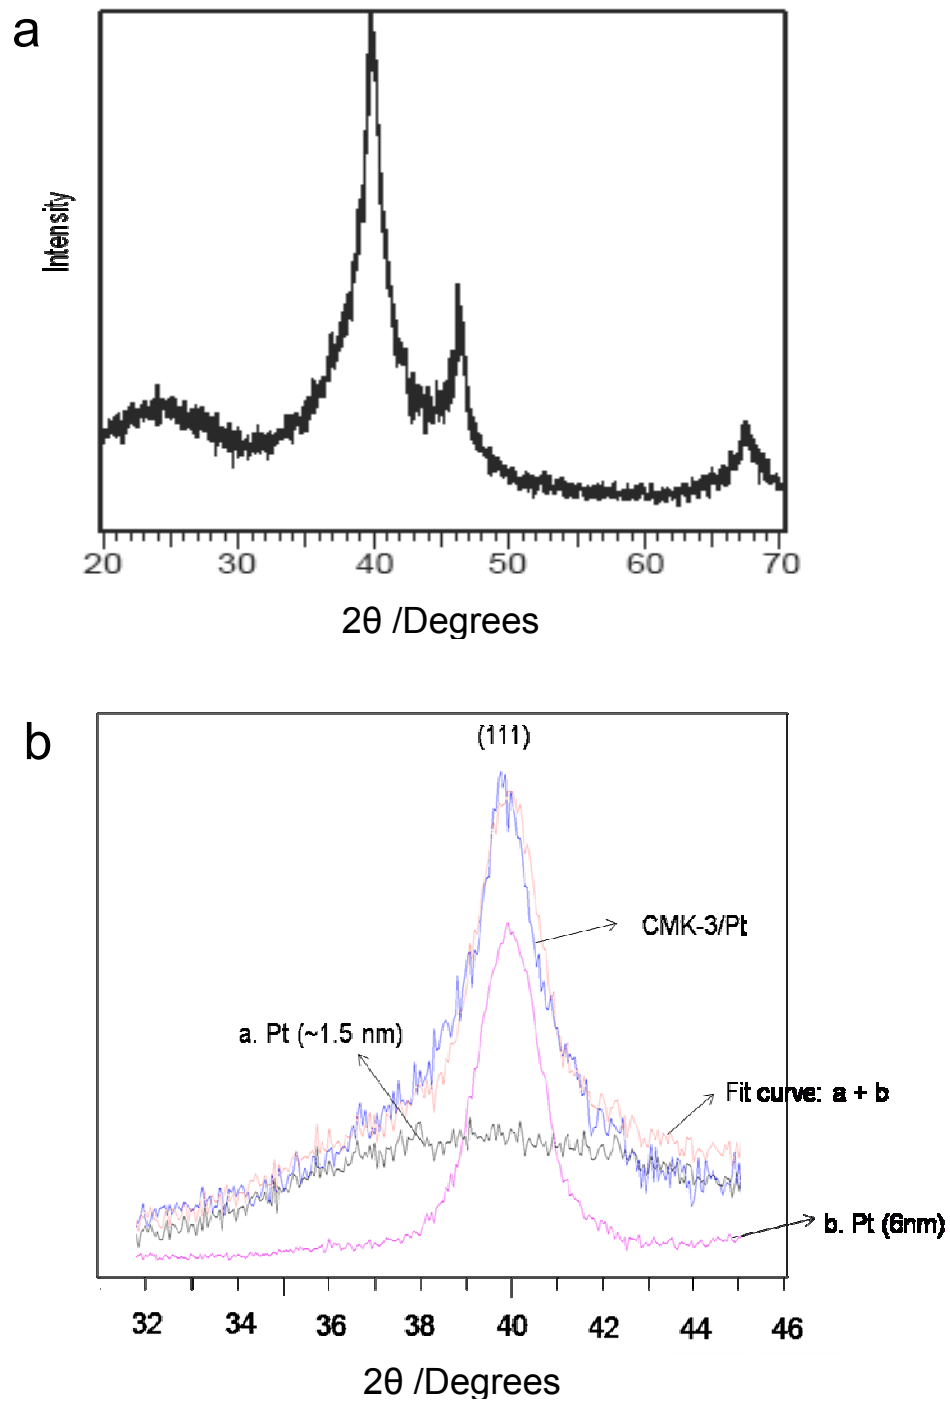 a
Intensity
20 30 40 50 60 70
2θ /Degrees
b
(111)
CMK-3/Pt
a. Pt (~1.5 nm)
Fit curve: a + b
b. Pt (6nm)
32 34 36 38 40 42 44 46
2θ /Degrees